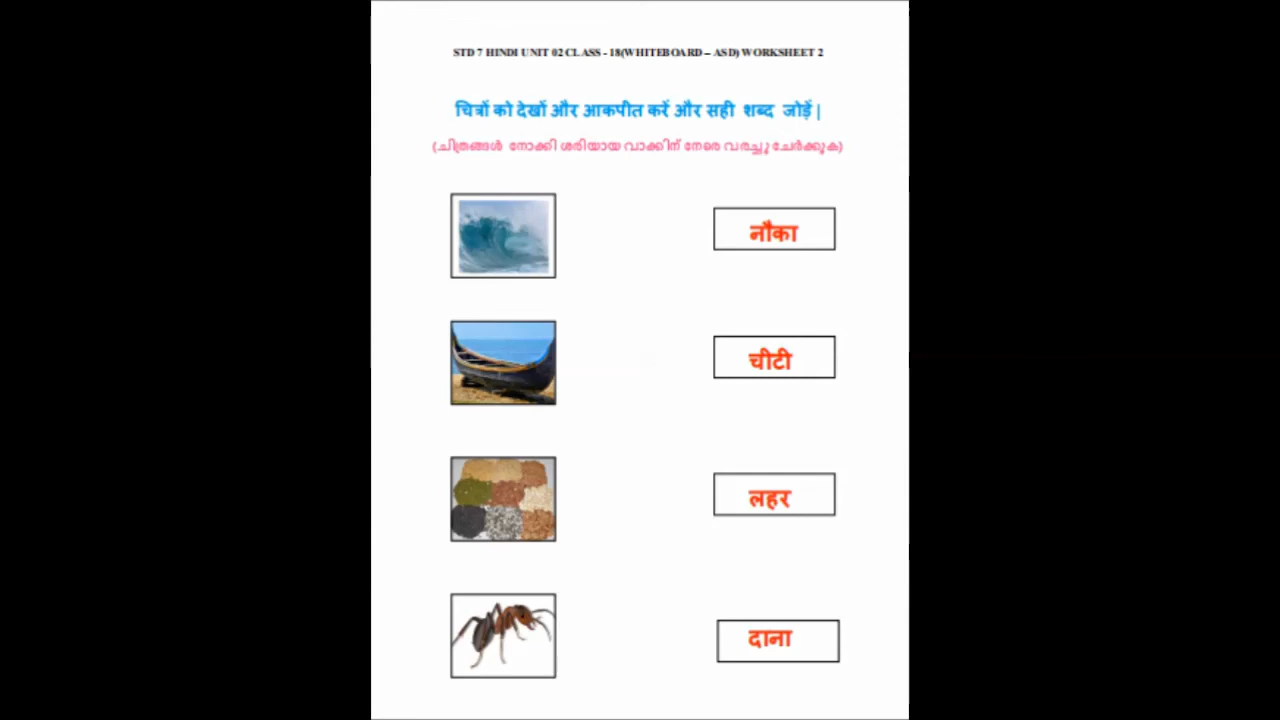 STD 7 HINDI UNIT 02 CLASS - 18(WHITEBOARD – ASD) WORKSHEET 2
चित्रों को देखों और आकपीत करें और सही शब्द जोड़ें |
(ചിത്രങ്ങൾ നോക്കി ശരിയായ വാക്കിന് നേരെ വരച്ചു ചേർക്കുക)
नौका
चीटी
लहर
दाना